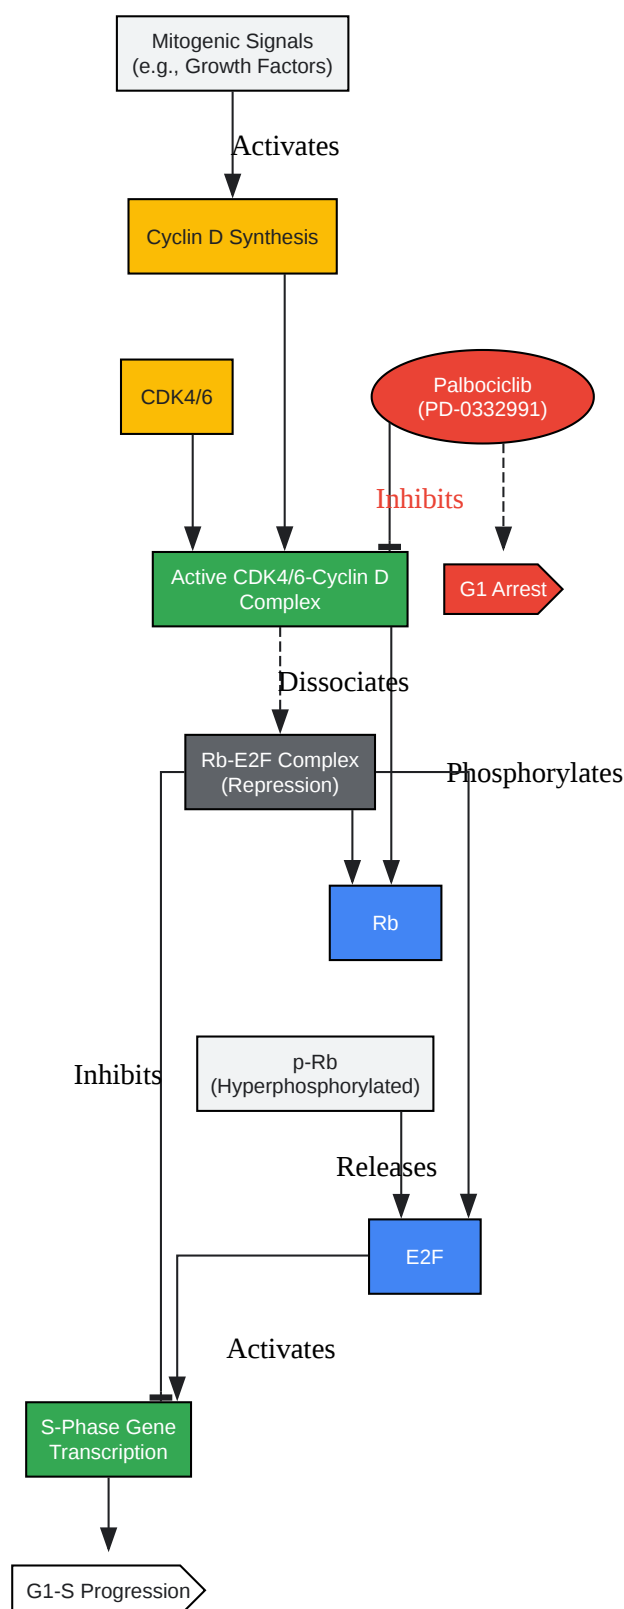 Mitogenic Signals
(e.g., Growth Factors)
Activates
Cyclin D Synthesis
CDK4/6
Palbociclib
(PD-0332991)
Inhibits
Active CDK4/6-Cyclin D
Complex
G1 Arrest
Dissociates
Rb-E2F Complex
(Repression)
Phosphorylates
Rb
p-Rb
(Hyperphosphorylated)
Inhibits
Releases
E2F
Activates
S-Phase Gene
Transcription
G1-S Progression